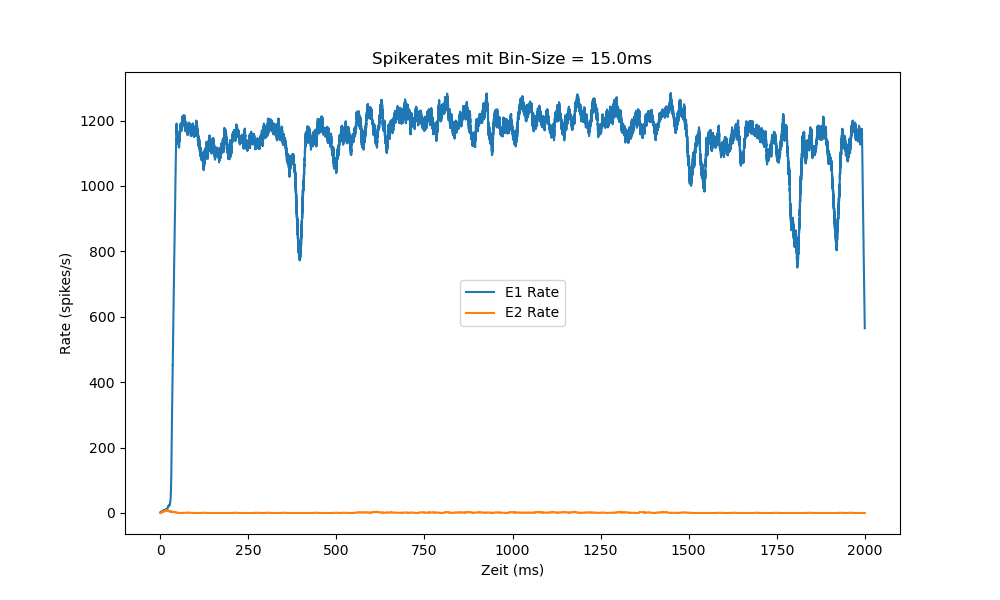 Spikerates mit Bin-Size = 15.0ms
1200
1000
800
600
400
200
0
Rate (spikes/s)
E1 Rate
E2 Rate
0 250 500 750 1000 1250 1500 1750 2000
Zeit (ms)